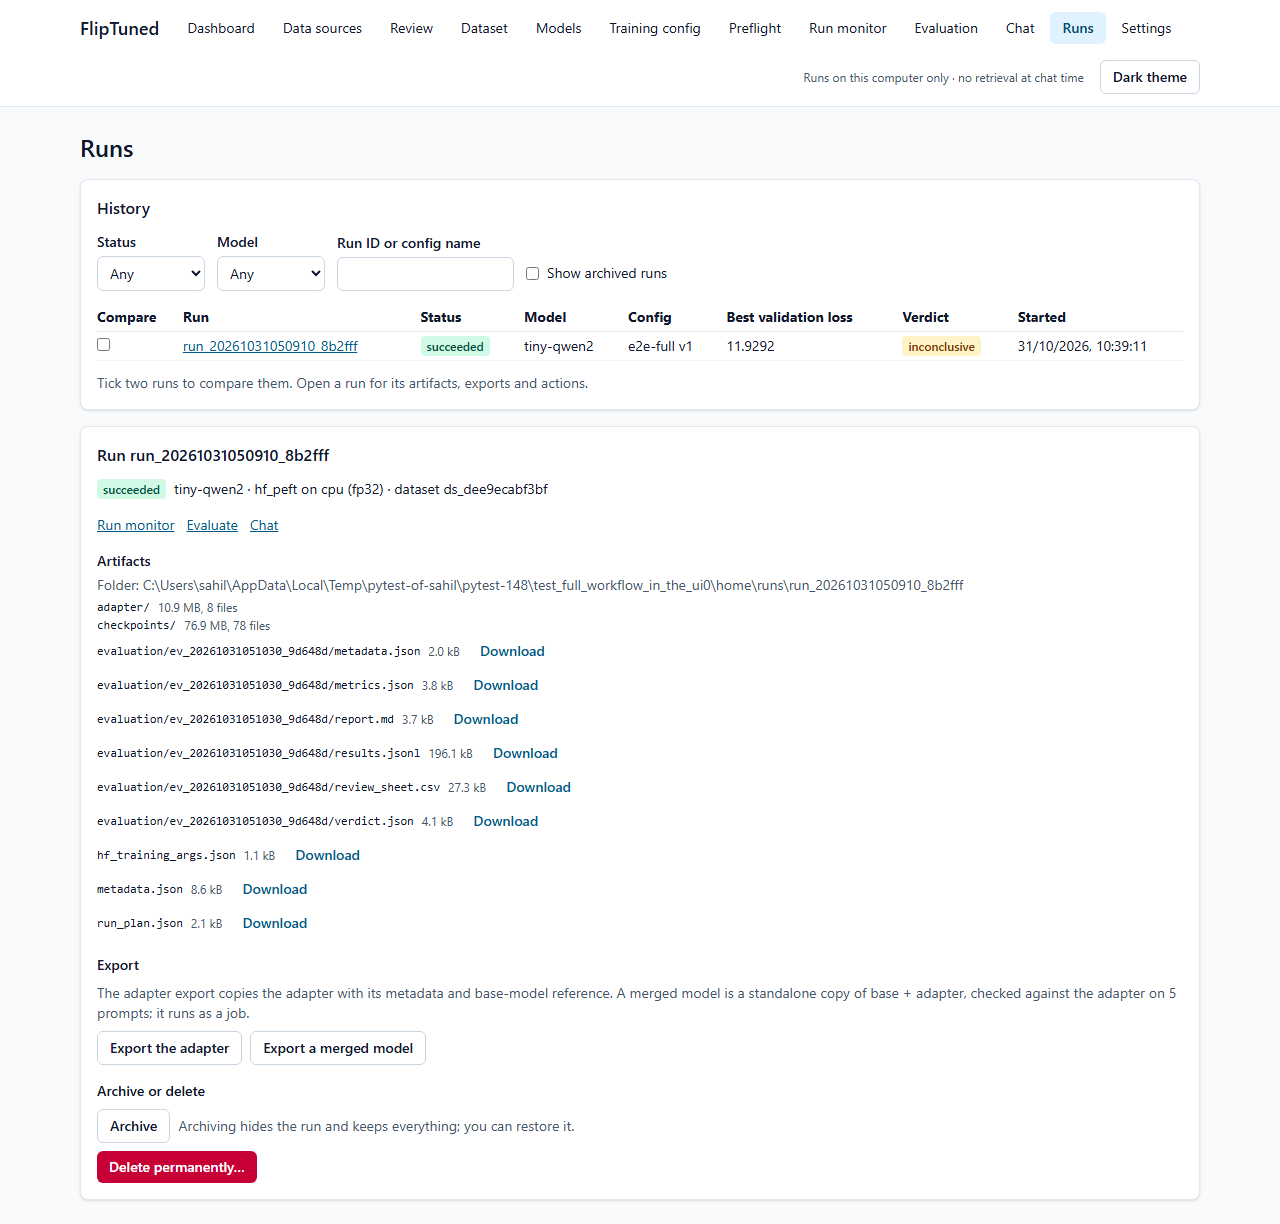 FlipTuned Dashboard Data sources Review Dataset Models Training config Preflight Run monitor Evaluation Chat Runs Settings
Runs on this computer only · no retrieval at chat time Dark theme
Runs
History
Status Model Run ID or config name
Any Any Show archived runs
Compare Run Status Model Config Best validation loss Verdict Started
run_20261031050910_8b2fff succeeded tiny-qwen2 e2e-full v1 11.9292 inconclusive 31/10/2026, 10:39:11
Tick two runs to compare them. Open a run for its artifacts, exports and actions.
Run run_20261031050910_8b2fff
succeeded tiny-qwen2 · hf_peft on cpu (fp32) · dataset ds_dee9ecabf3bf
Run monitor Evaluate Chat
Artifacts
Folder: C:\Users\sahil\AppData\Local\Temp\pytest-of-sahil\pytest-148\test_full_workflow_in_the_ui0\home\runs\run_20261031050910_8b2fff
adapter/ 10.9 MB, 8 files
checkpoints/ 76.9 MB, 78 files
evaluation/ev_20261031051030_9d648d/metadata.json 2.0 kB Download
evaluation/ev_20261031051030_9d648d/metrics.json 3.8 kB Download
evaluation/ev_20261031051030_9d648d/report.md 3.7 kB Download
evaluation/ev_20261031051030_9d648d/results.jsonl 196.1 kB Download
evaluation/ev_20261031051030_9d648d/review_sheet.csv 27.3 kB Download
evaluation/ev_20261031051030_9d648d/verdict.json 4.1 kB Download
hf_training_args.json 1.1 kB Download
metadata.json 8.6 kB Download
run_plan.json 2.1 kB Download
Export
The adapter export copies the adapter with its metadata and base-model reference. A merged model is a standalone copy of base + adapter, checked against the adapter on 5
prompts; it runs as a job.
Export the adapter Export a merged model
Archive or delete
Archive Archiving hides the run and keeps everything; you can restore it.
Delete permanently...